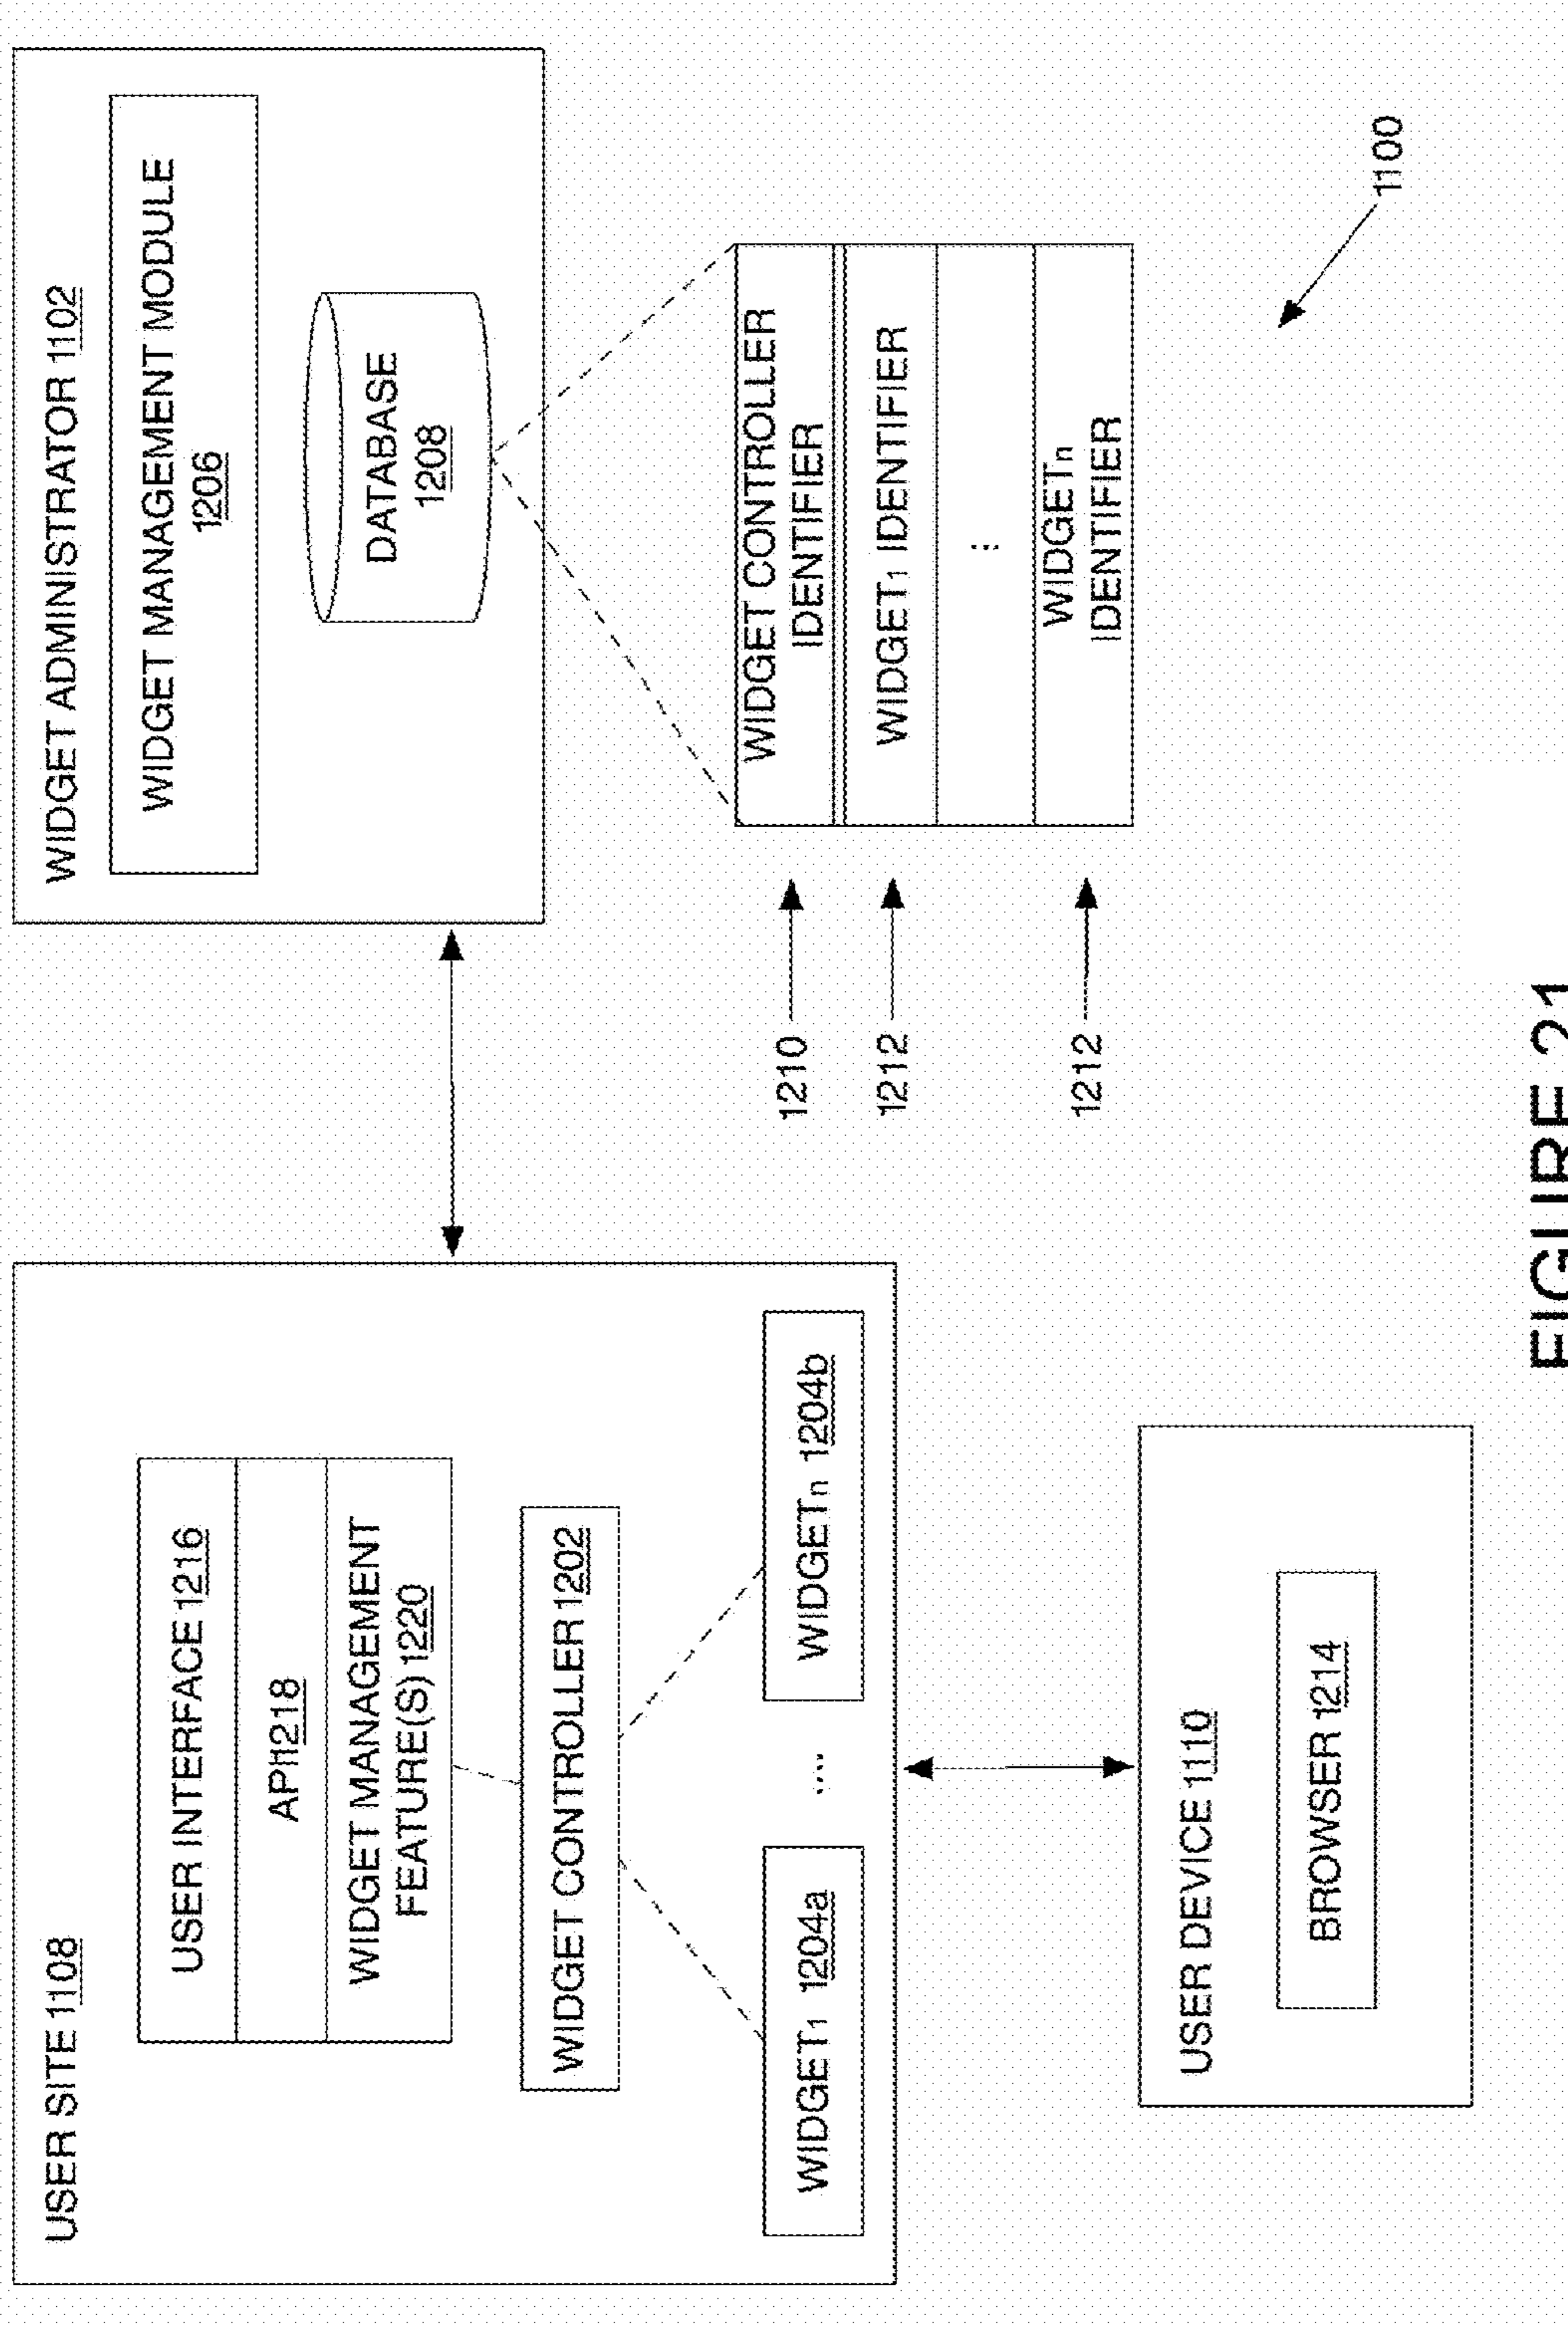 USER SITE 1108
USER INTERFACE 1216
API1218
WIDGET MANAGEMENT
FEATURE(S) 1220
WIDGET CONTROLLER 1202
WIDGET1 1204a
....
WIDGETn 1204b
WIDGET ADMINISTRATOR 1102
WIDGET MANAGEMENT MODULE
1206
DATABASE
1208
1210
WIDGET CONTROLLER
IDENTIFIER
1212
WIDGET1 IDENTIFIER
...
1212
WIDGETn
IDENTIFIER
USER DEVICE 1110
BROWSER 1214
1100
FIGURE 21